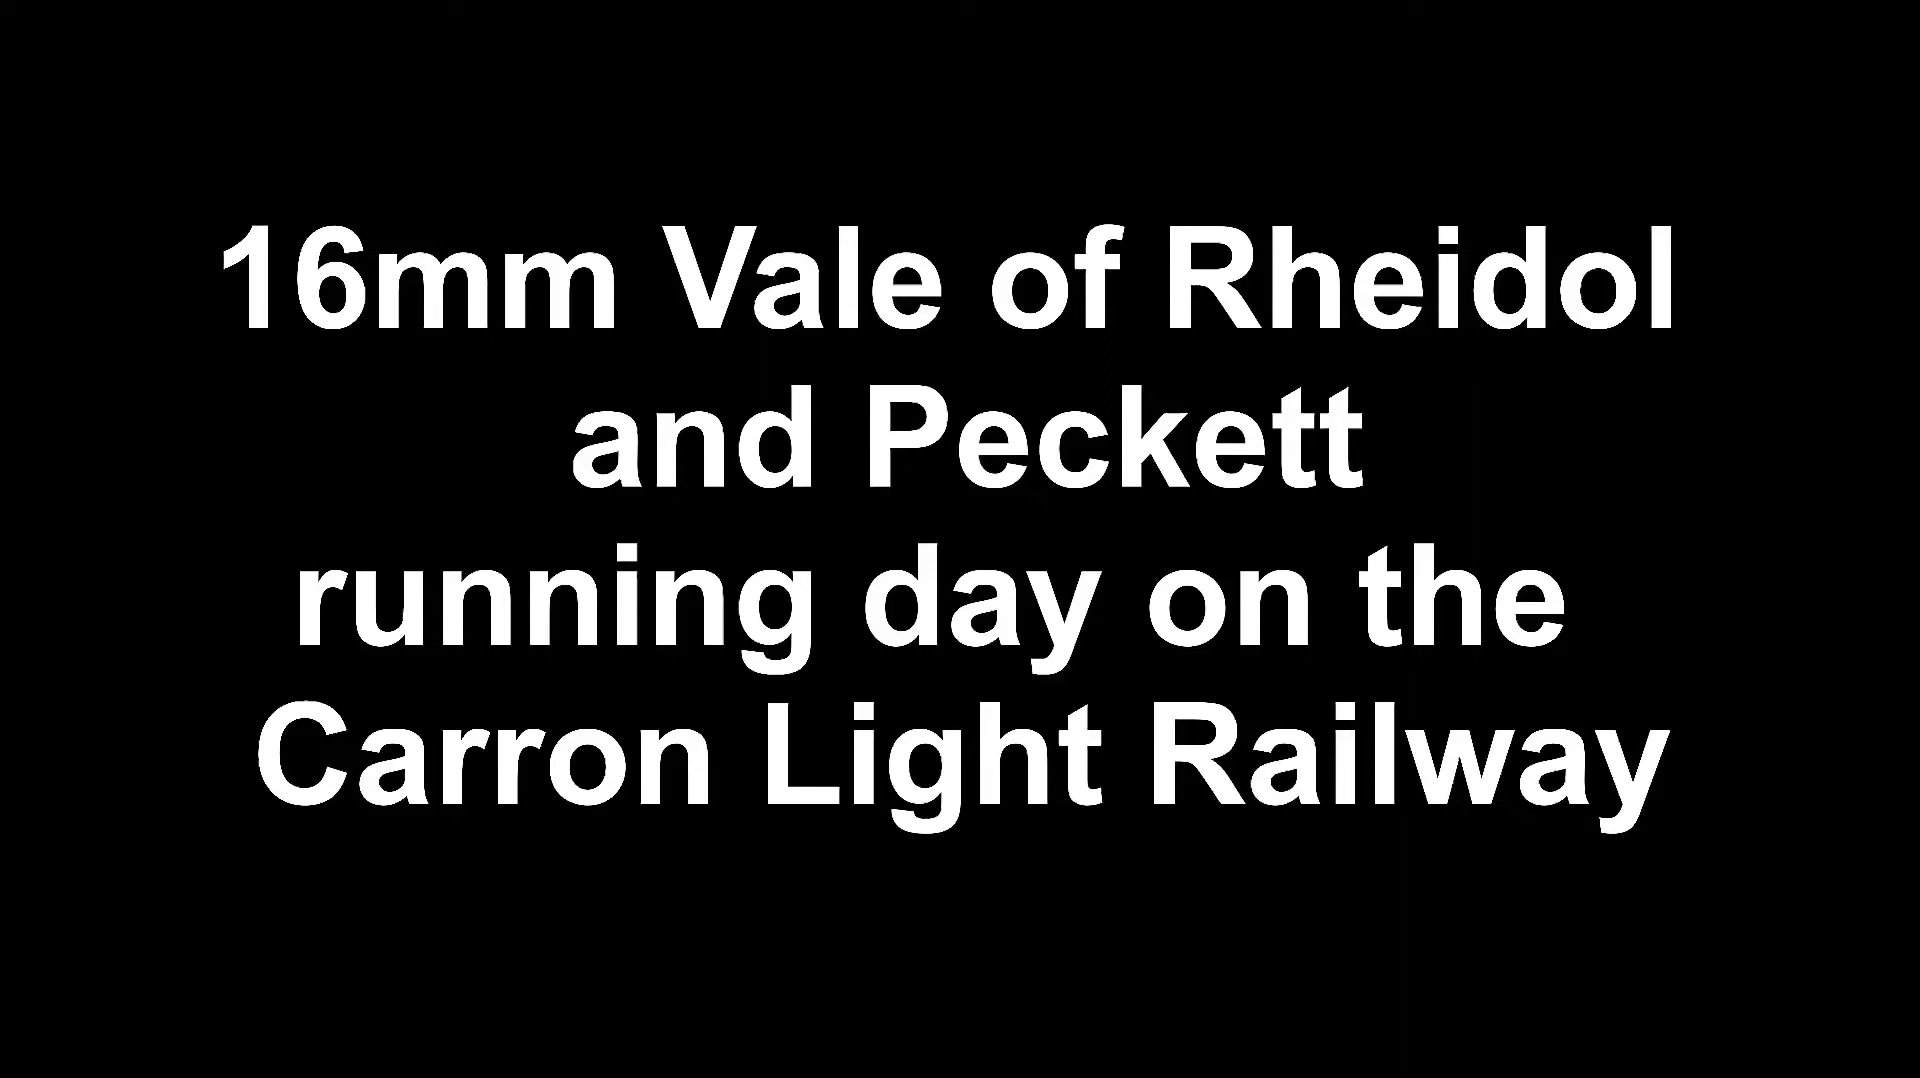 16mm Vale of Rheidol
and Peckett
running day on the
Carron Light Railway